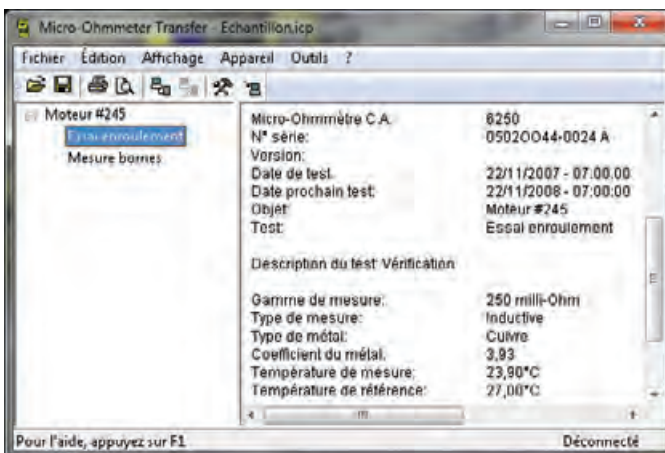 Micro-Ohmmeter Transfer - Echantillon.icp
Fichier Édition Affichage Appareil Outils ?
Moteur #245
Essai enroulement
Mesure bornes
Micro-Ohmmètre C.A. 6250
N° série: 05020044-0024 A
Version:
Date de test. 22/11/2007 - 07:00:00
Date prochain test: 22/11/2008 - 07:00:00
Objet: Moteur #245
Test: Essai enroulement
Description du test: Vérification
Gamme de mesure: 250 milli-Ohm
Type de mesure: Inductive
Type de métal: Cuivre
Coefficient du métal. 3,93
Température de mesure: 23,90°C
Température de référence: 27,00°C
Pour l'aide, appuyez sur F1 Déconnecté